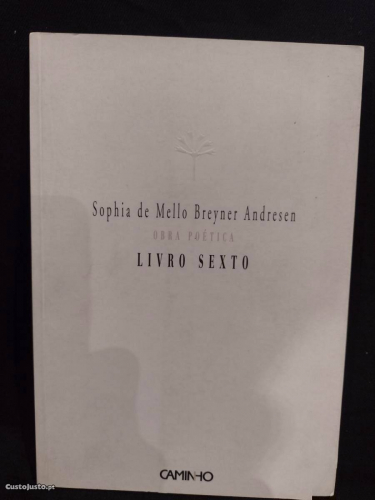 Sophia de Mello Breyner Andresen
OBRA POÉTICA
LIVRO SEXTO
CAMINHO
CustoJusto.pt